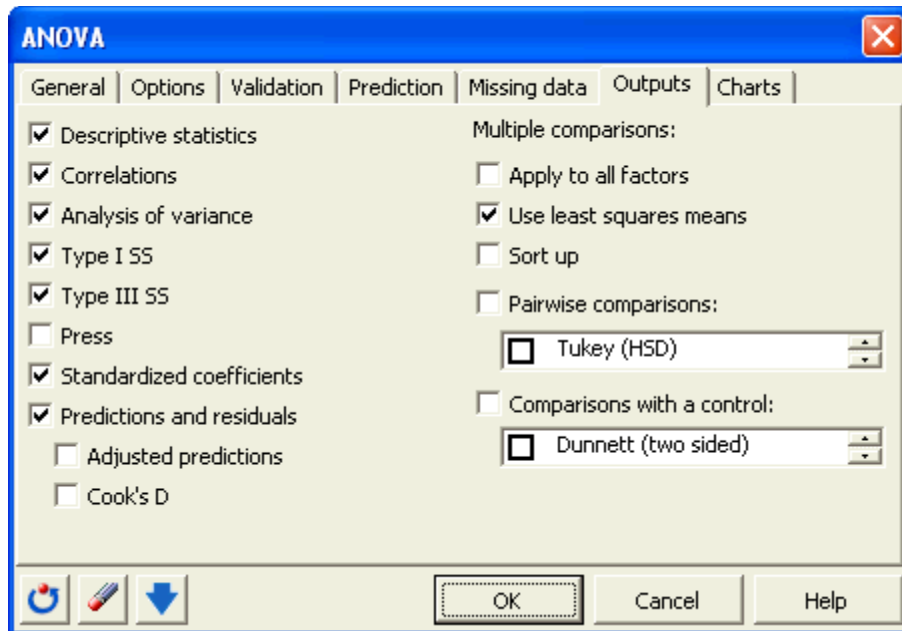 ANOVA
General Options Validation Prediction Missing data Outputs Charts
Descriptive statistics
Correlations
Analysis of variance
Type I SS
Type III SS
Press
Standardized coefficients
Predictions and residuals
Adjusted predictions
Cook's D
Multiple comparisons:
Apply to all factors
Use least squares means
Sort up
Pairwise comparisons:
Tukey (HSD)
Comparisons with a control:
Dunnett (two sided)
OK Cancel Help